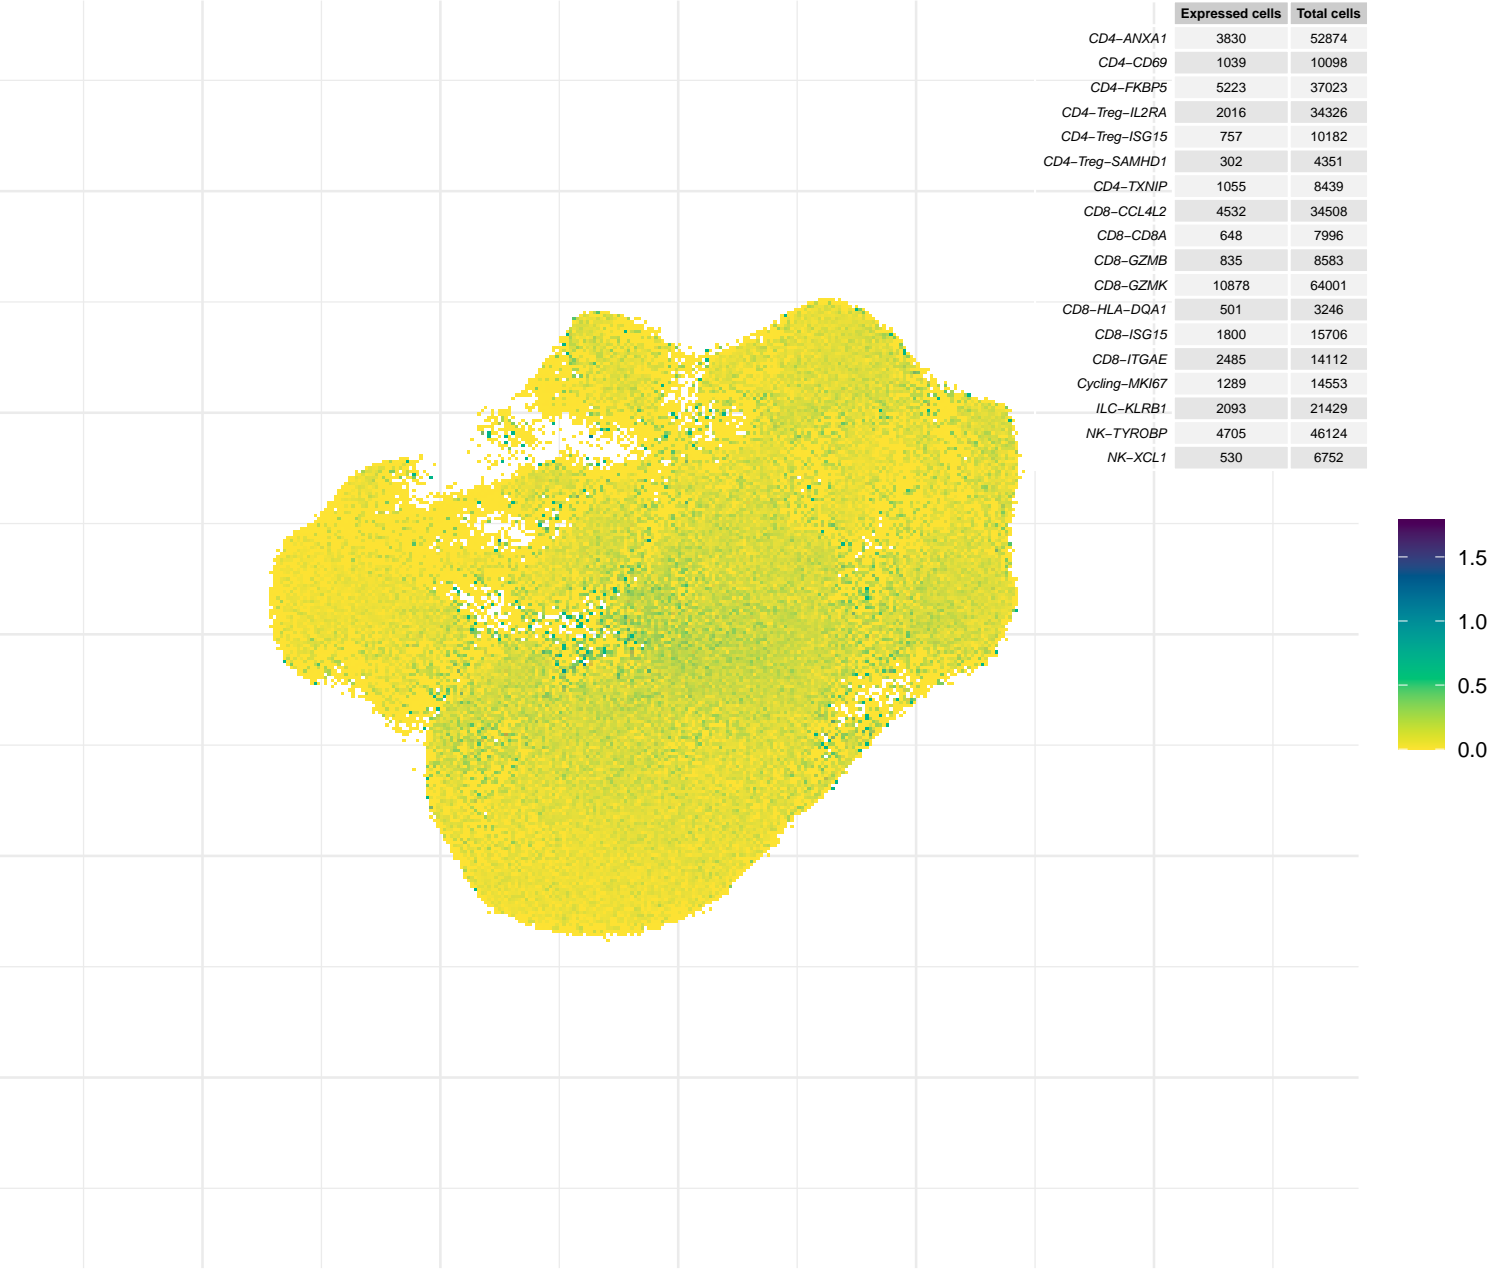 Expressed cells Total cells
CD4−ANXA1 3830 52874
CD4−CD69 1039 10098
CD4−FKBP5 5223 37023
CD4−Treg−IL2RA 2016 34326
CD4−Treg−ISG15 757 10182
CD4−Treg−SAMHD1 302 4351
CD4−TXNIP 1055 8439
CD8−CCL4L2 4532 34508
CD8−CD8A 648 7996
CD8−GZMB 835 8583
CD8−GZMK 10878 64001
CD8−HLA−DQA1 501 3246
CD8−ISG15 1800 15706
CD8−ITGAE 2485 14112
Cycling−MKI67 1289 14553
ILC−KLRB1 2093 21429
NK−TYROBP 4705 46124
NK−XCL1 530 6752
1.5
1.0
0.5
0.0